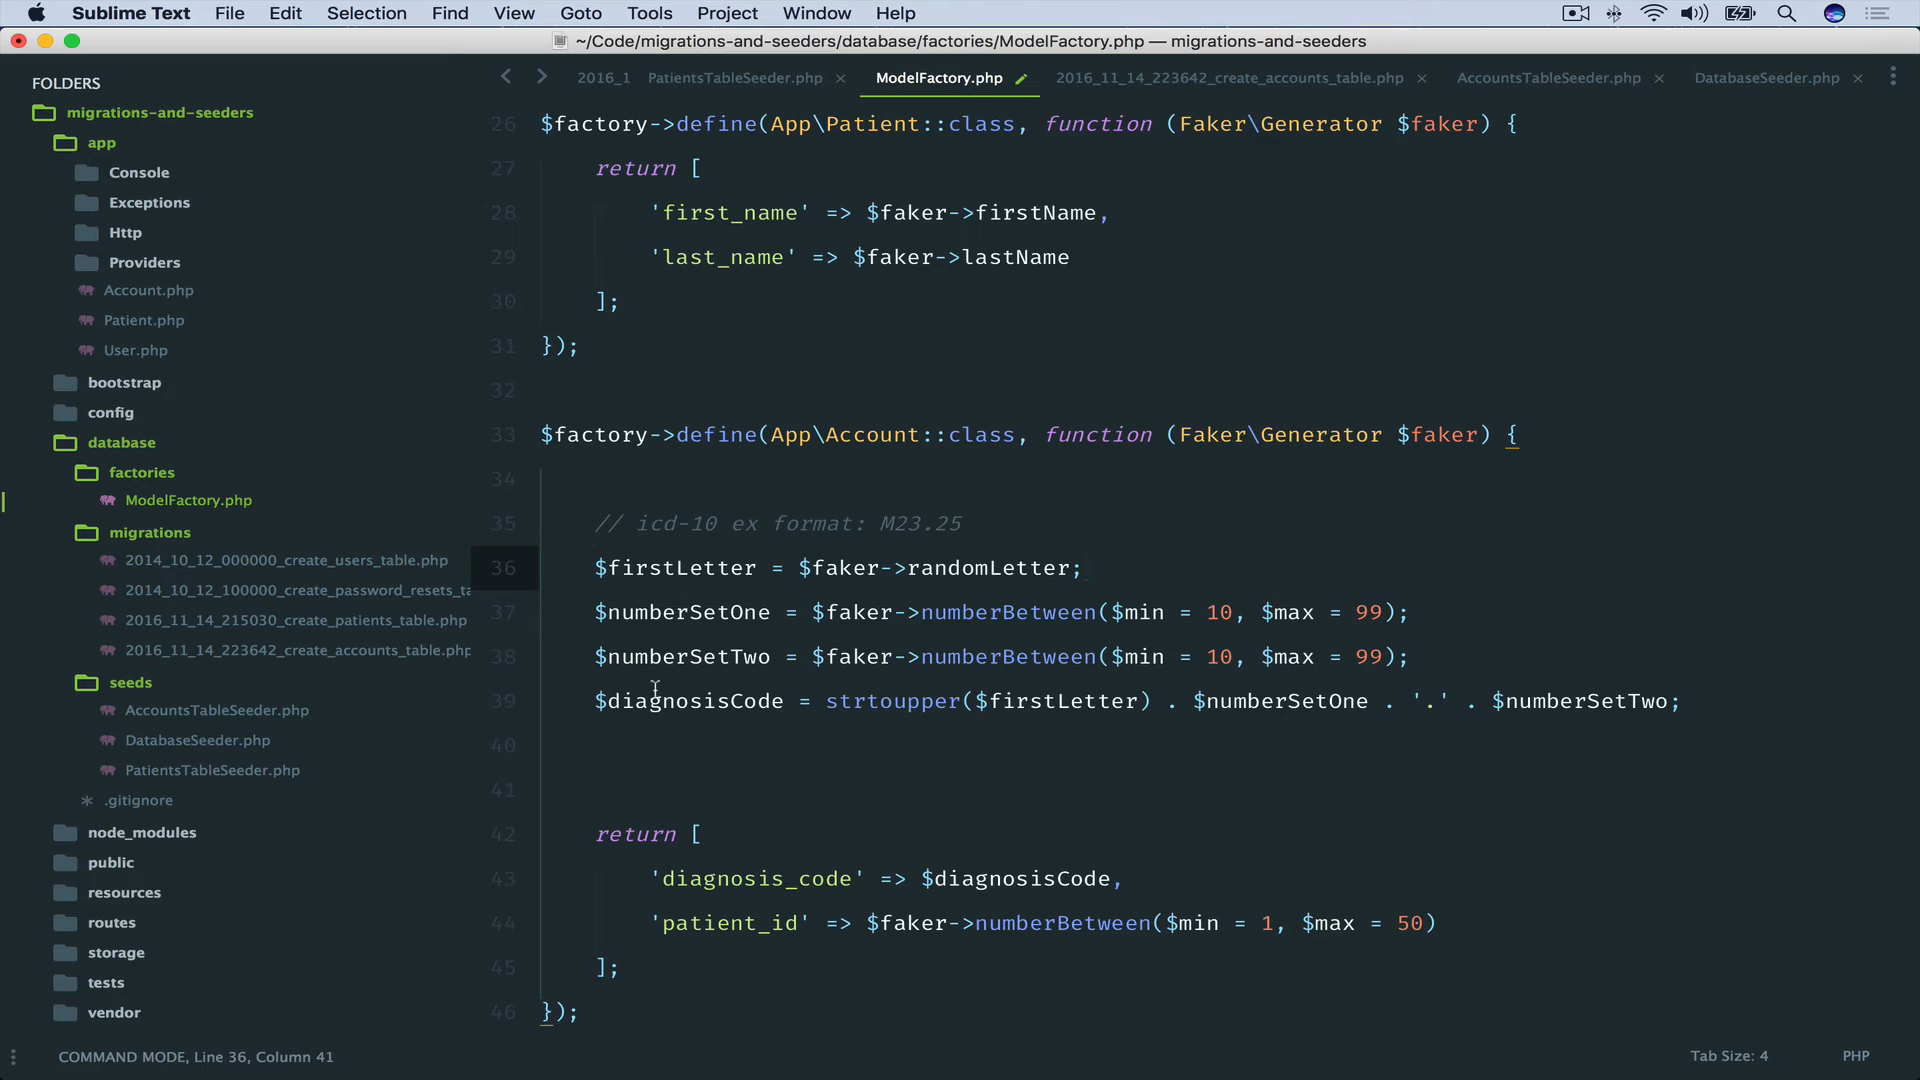 Sublime Text File Edit Selection Find View Goto Tools Project Window Help
~/Code/migrations-and-seeders/database/factories/ModelFactory.php — migrations-and-seeders
FOLDERS
migrations-and-seeders
app
Console
Exceptions
Http
Providers
Account.php
Patient.php
User.php
bootstrap
config
database
factories
ModelFactory.php
migrations
2014_10_12_000000_create_users_table.php
2014_10_12_100000_create_password_resets_ta
2016_11_14_215030_create_patients_table.php
2016_11_14_223642_create_accounts_table.php
seeds
AccountsTableSeeder.php
DatabaseSeeder.php
PatientsTableSeeder.php
.gitignore
node_modules
public
resources
routes
storage
tests
vendor
2016_1 PatientsTableSeeder.php ModelFactory.php 2016_11_14_223642_create_accounts_table.php AccountsTableSeeder.php DatabaseSeeder.php
26 $factory->define(App\Patient::class, function (Faker\Generator $faker) {
27 return [
28 'first_name' => $faker->firstName,
29 'last_name' => $faker->lastName
30 ];
31 });
32
33 $factory->define(App\Account::class, function (Faker\Generator $faker) {
34
35 // icd-10 ex format: M23.25
36 $firstLetter = $faker->randomLetter;
37 $numberSetOne = $faker->numberBetween($min = 10, $max = 99);
38 $numberSetTwo = $faker->numberBetween($min = 10, $max = 99);
39 $diagnosisCode = strtoupper($firstLetter) . $numberSetOne . '.' . $numberSetTwo;
40
41
42 return [
43 'diagnosis_code' => $diagnosisCode,
44 'patient_id' => $faker->numberBetween($min = 1, $max = 50)
45 ];
46 });
COMMAND MODE, Line 36, Column 41
Tab Size: 4 PHP